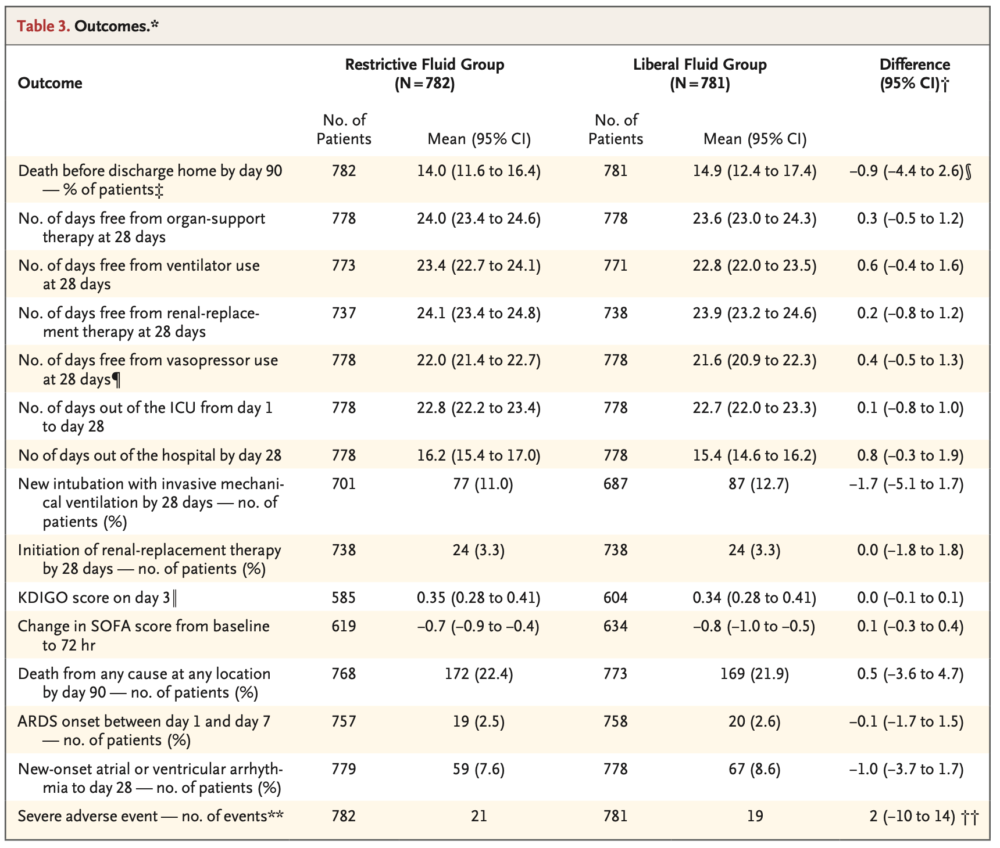 Table 3. Outcomes.*
Outcome
Restrictive Fluid Group
(N=782)
Liberal Fluid Group
(N=781)
Difference
(95% CI)†
No. of
Patients
Mean (95% CI)
No. of
Patients
Mean (95% CI)
Death before discharge home by day 90 782 14.0 (11.6 to 16.4) 781 14.9 (12.4 to 17.4) –0.9 (–4.4 to 2.6)§
— % of patients‡
No. of days free from organ-support 778 24.0 (23.4 to 24.6) 778 23.6 (23.0 to 24.3) 0.3 (–0.5 to 1.2)
therapy at 28 days
No. of days free from ventilator use 773 23.4 (22.7 to 24.1) 771 22.8 (22.0 to 23.5) 0.6 (–0.4 to 1.6)
at 28 days
No. of days free from renal-replace- 737 24.1 (23.4 to 24.8) 738 23.9 (23.2 to 24.6) 0.2 (–0.8 to 1.2)
ment therapy at 28 days
No. of days free from vasopressor use 778 22.0 (21.4 to 22.7) 778 21.6 (20.9 to 22.3) 0.4 (–0.5 to 1.3)
at 28 days¶
No. of days out of the ICU from day 1 778 22.8 (22.2 to 23.4) 778 22.7 (22.0 to 23.3) 0.1 (–0.8 to 1.0)
to day 28
No of days out of the hospital by day 28 778 16.2 (15.4 to 17.0) 778 15.4 (14.6 to 16.2) 0.8 (–0.3 to 1.9)
New intubation with invasive mechani- 701 77 (11.0) 687 87 (12.7) –1.7 (–5.1 to 1.7)
cal ventilation by 28 days — no. of
patients (%)
Initiation of renal-replacement therapy 738 24 (3.3) 738 24 (3.3) 0.0 (–1.8 to 1.8)
by 28 days — no. of patients (%)
KDIGO score on day 3‖ 585 0.35 (0.28 to 0.41) 604 0.34 (0.28 to 0.41) 0.0 (–0.1 to 0.1)
Change in SOFA score from baseline 619 –0.7 (–0.9 to –0.4) 634 –0.8 (–1.0 to –0.5) 0.1 (–0.3 to 0.4)
to 72 hr
Death from any cause at any location 768 172 (22.4) 773 169 (21.9) 0.5 (–3.6 to 4.7)
by day 90 — no. of patients (%)
ARDS onset between day 1 and day 7 757 19 (2.5) 758 20 (2.6) –0.1 (–1.7 to 1.5)
— no. of patients (%)
New-onset atrial or ventricular arrhyth- 779 59 (7.6) 778 67 (8.6) –1.0 (–3.7 to 1.7)
mia to day 28 — no. of patients (%)
Severe adverse event — no. of events** 782 21 781 19 2 (–10 to 14) ††